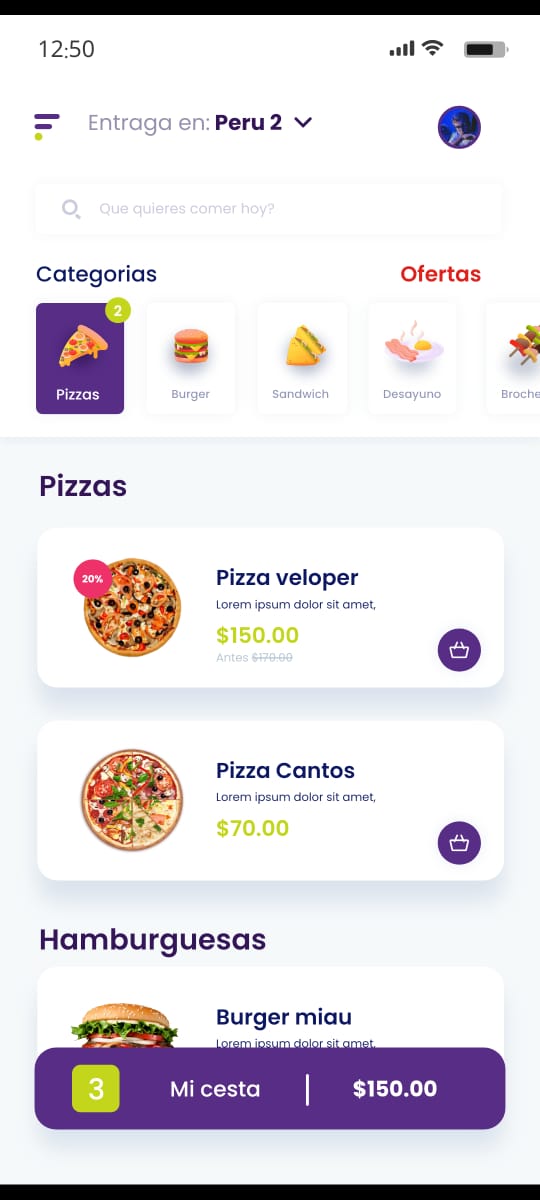 12:50
Entraga en: Peru 2
Que quieres comer hoy?
Categorias
Ofertas
2
Pizzas
Burger
Sandwich
Desayuno
Broche
Pizzas
20%
Pizza veloper
Lorem ipsum dolor sit amet,
$150.00
Antes $170.00
Pizza Cantos
Lorem ipsum dolor sit amet,
$70.00
Hamburguesas
Burger miau
Lorem ipsum dolor sit amet,
3 Mi cesta | $150.00